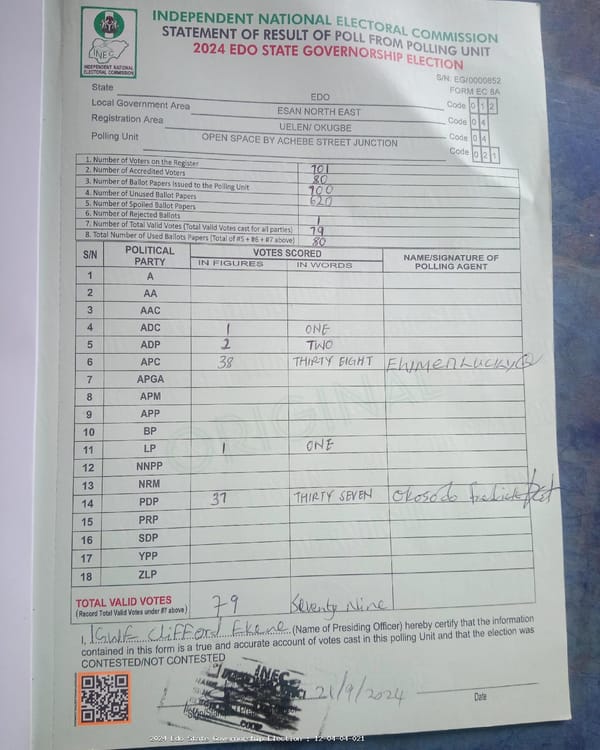 INDEPENDENT NATIONAL ELECTORAL COMMISSION
STATEMENT OF RESULT OF POLL FROM POLLING UNIT
2024 EDO STATE GOVERNORSHIP ELECTION
INEC
INDEPENDENT NATIONAL
ELECTORAL COMMISSION
S/N: EG/0000852
FORM EC 8A
State EDO Code 0 1 2
Local Government Area ESAN NORTH EAST Code 0 4
Registration Area UELEN/ OKUGBE Code 0 4
Polling Unit OPEN SPACE BY ACHEBE STREET JUNCTION Code 0 2 1
1. Number of Voters on the Register 701
2. Number of Accredited Voters 80
3. Number of Ballot Papers Issued to the Polling Unit 700
4. Number of Unused Ballot Papers 620
5. Number of Spoiled Ballot Papers
6. Number of Rejected Ballots 1
7. Number of Total Valid Votes (Total Valid Votes cast for all parties) 79
8. Total Number of Used Ballots Papers (Total of #5 + #6 + #7 above) 80
S/N POLITICAL PARTY VOTES SCORED NAME/SIGNATURE OF POLLING AGENT
IN FIGURES IN WORDS
1 A
2 AA
3 AAC
4 ADC 1 ONE
5 ADP 2 TWO
6 APC 38 THIRTY EIGHT
7 APGA
8 APM
9 APP
10 BP
11 LP 1 ONE
12 NNPP
13 NRM
14 PDP 37 THIRTY SEVEN Okosodo
15 PRP
16 SDP
17 YPP
18 ZLP
ORIGINAL
TOTAL VALID VOTES 79 Seventy Nine
(Record Total Valid Votes under #7 above)
I, IGWE Clifford (Name of Presiding Officer) hereby certify that the information
contained in this form is a true and accurate account of votes cast in this polling Unit and that the election was
CONTESTED/NOT CONTESTED
INEC
21/9/2024
Date
2024 Edo State Governorship Election : 12-04-04-021